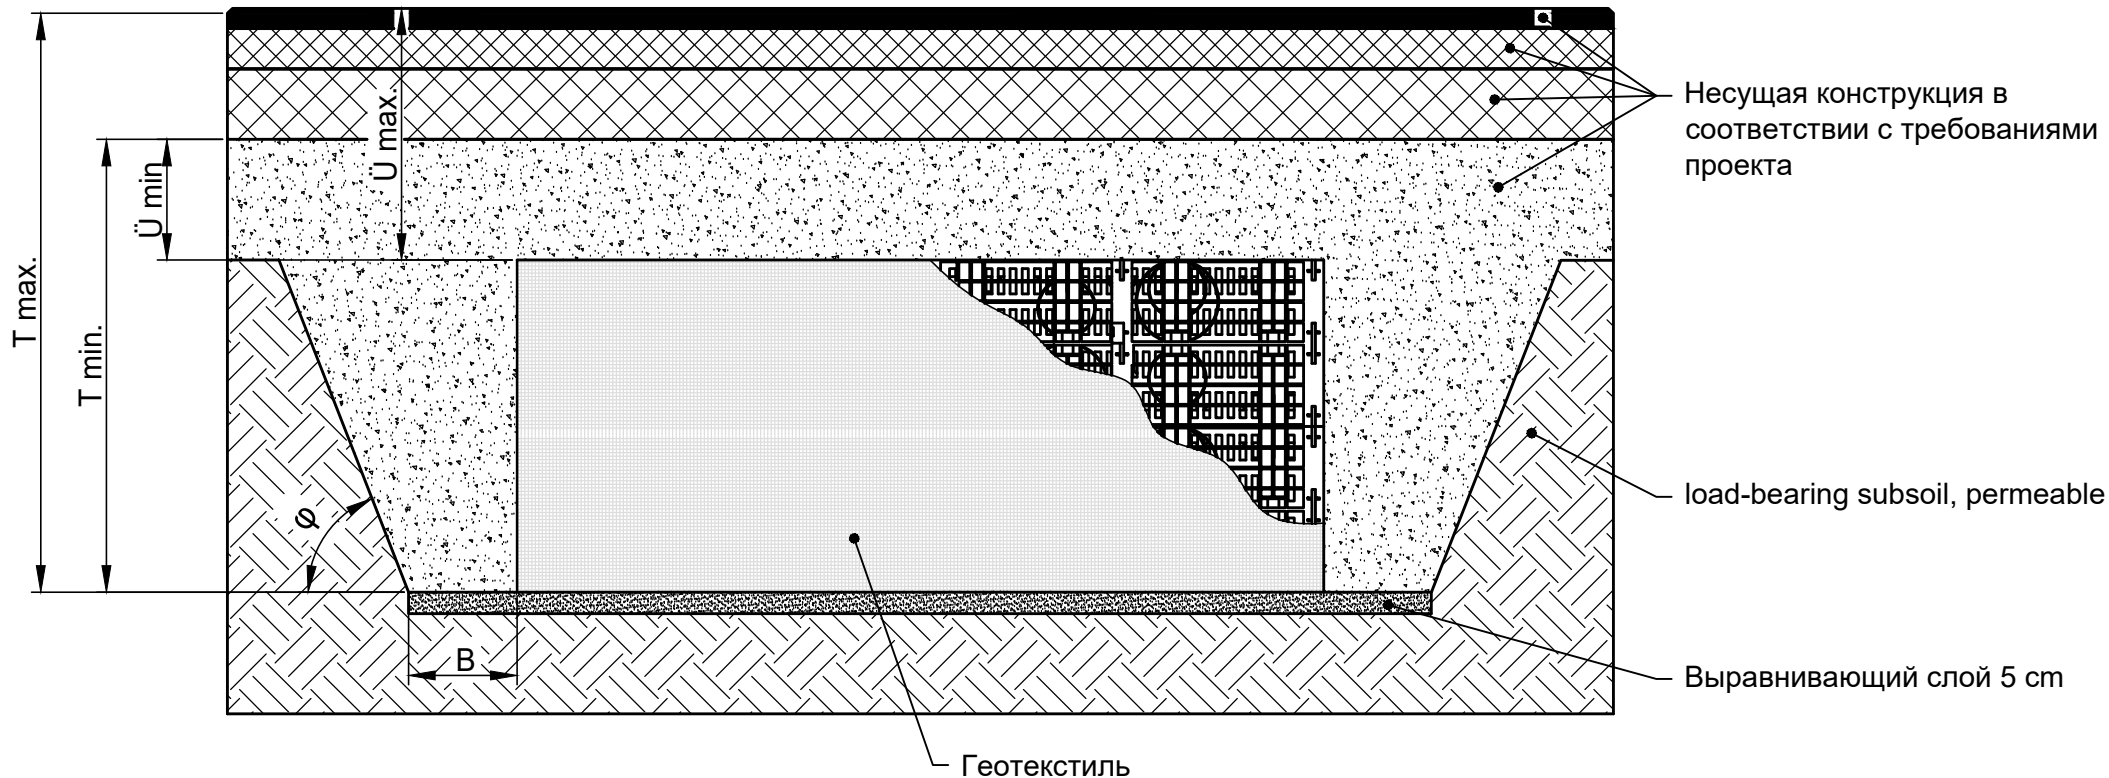 Несущая конструкция в
соответствии с требованиями
проекта
Ü max.
Ü min
T max.
T min.
φ
load-bearing subsoil, permeable
B
Выравнивающий слой 5 cm
Геотекстиль